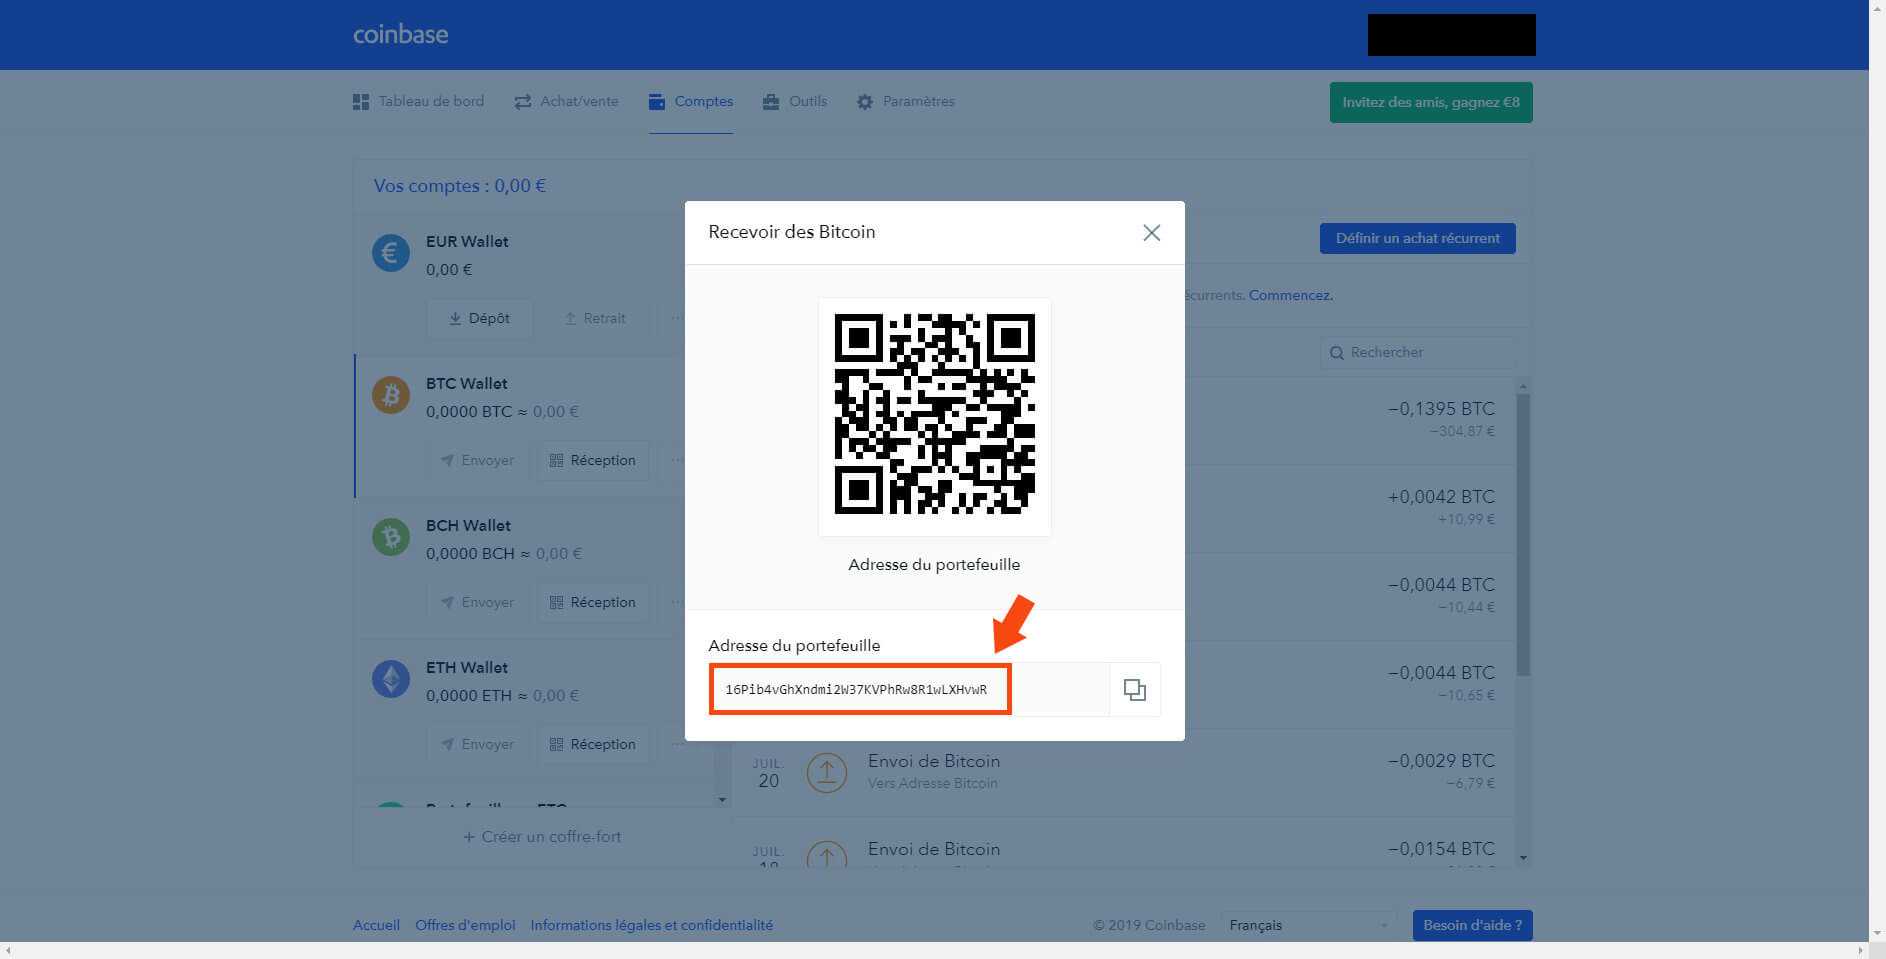 coinbase
Tableau de bord
Achat/vente
Comptes
Outils
Paramètres
Invitez des amis, gagnez €8
Vos comptes : 0,00 €
EUR Wallet
0,00 €
Dépôt
Retrait
BTC Wallet
0,0000 BTC ≈ 0,00 €
Envoyer
Réception
BCH Wallet
0,0000 BCH ≈ 0,00 €
Envoyer
Réception
ETH Wallet
0,0000 ETH ≈ 0,00 €
Envoyer
Réception
+ Créer un coffre-fort
Recevoir des Bitcoin
Adresse du portefeuille
Adresse du portefeuille
16Pib4vGhXndmi2W37KVPhRw8R1wLXHvwR
Définir un achat récurrent
écurrents. Commencez.
Rechercher
−0,1395 BTC
−304,87 €
+0,0042 BTC
+10,99 €
−0,0044 BTC
−10,44 €
−0,0044 BTC
−10,65 €
JUIL.
20
Envoi de Bitcoin
Vers Adresse Bitcoin
−0,0029 BTC
−6,79 €
JUIL.
Envoi de Bitcoin
−0,0154 BTC
Accueil
Offres d'emploi
Informations légales et confidentialité
© 2019 Coinbase
Français
Besoin d'aide ?